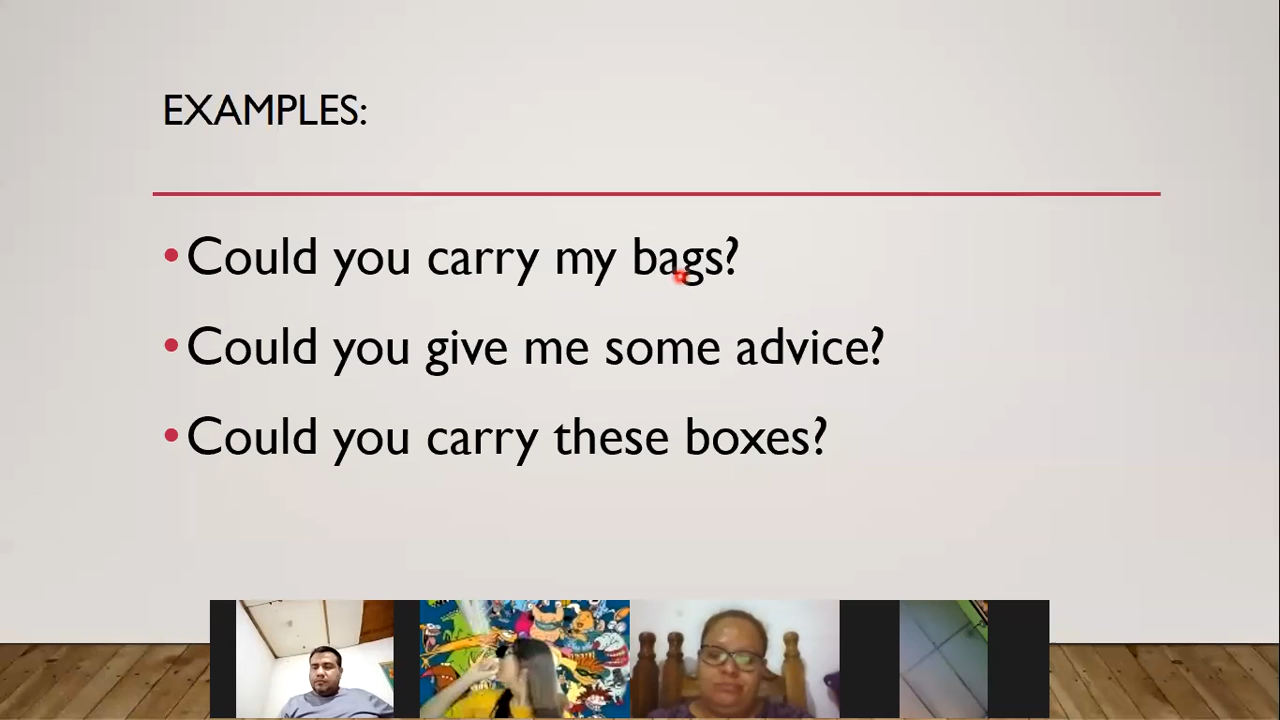 EXAMPLES:
• Could you carry my bags?
• Could you give me some advice?
• Could you carry these boxes?